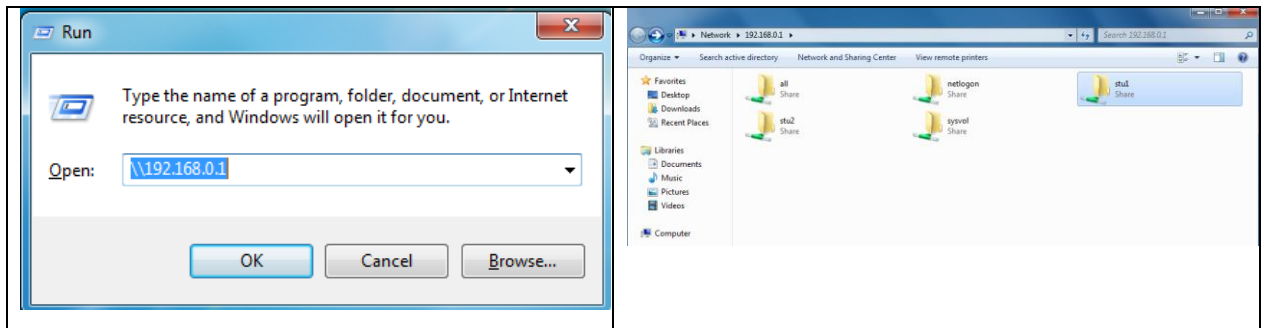 Run
Type the name of a program, folder, document, or Internet
resource, and Windows will open it for you.
Open: \\192.168.0.1
OK Cancel Browse...
Network 192.168.0.1 Search 192.168.0.1
Organize Search active directory Network and Sharing Center View remote printers
Favorites
Desktop
Downloads
Recent Places
Libraries
Documents
Music
Pictures
Videos
Computer
all
Share
netlogon
Share
stu1
Share
stu2
Share
sysvol
Share